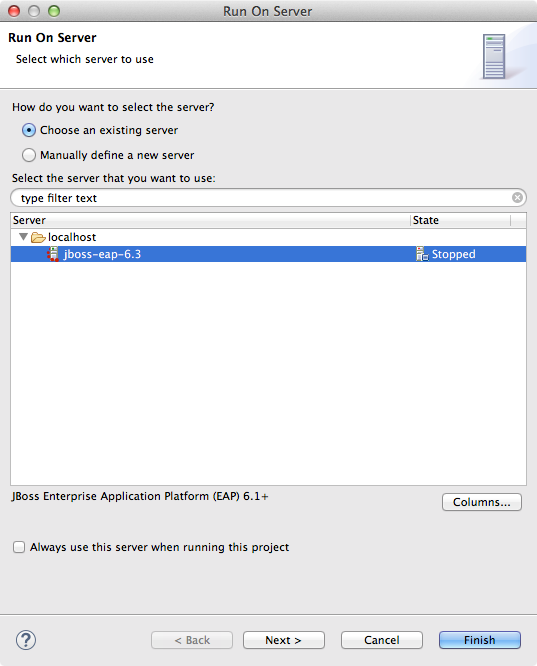 Run On Server
Run On Server
Select which server to use
How do you want to select the server?
Choose an existing server
Manually define a new server
Select the server that you want to use:
type filter text
Server State
localhost
jboss-eap-6.3 Stopped
JBoss Enterprise Application Platform (EAP) 6.1+
Columns...
Always use this server when running this project
? < Back Next > Cancel Finish